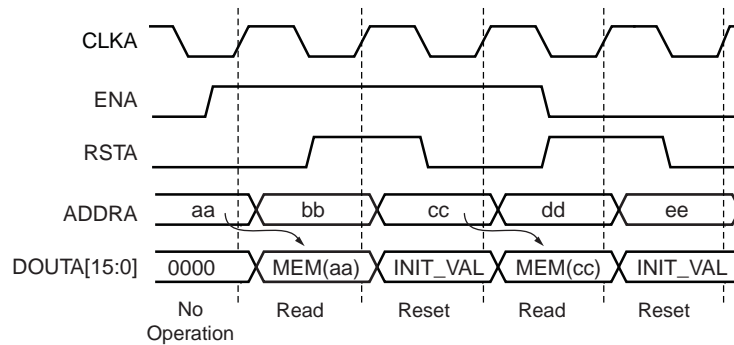 CLKA
ENA
RSTA
ADDRA aa bb cc dd ee
DOUTA[15:0] 0000 MEM(aa) INIT_VAL MEM(cc) INIT_VAL
No Operation Read Reset Read Reset